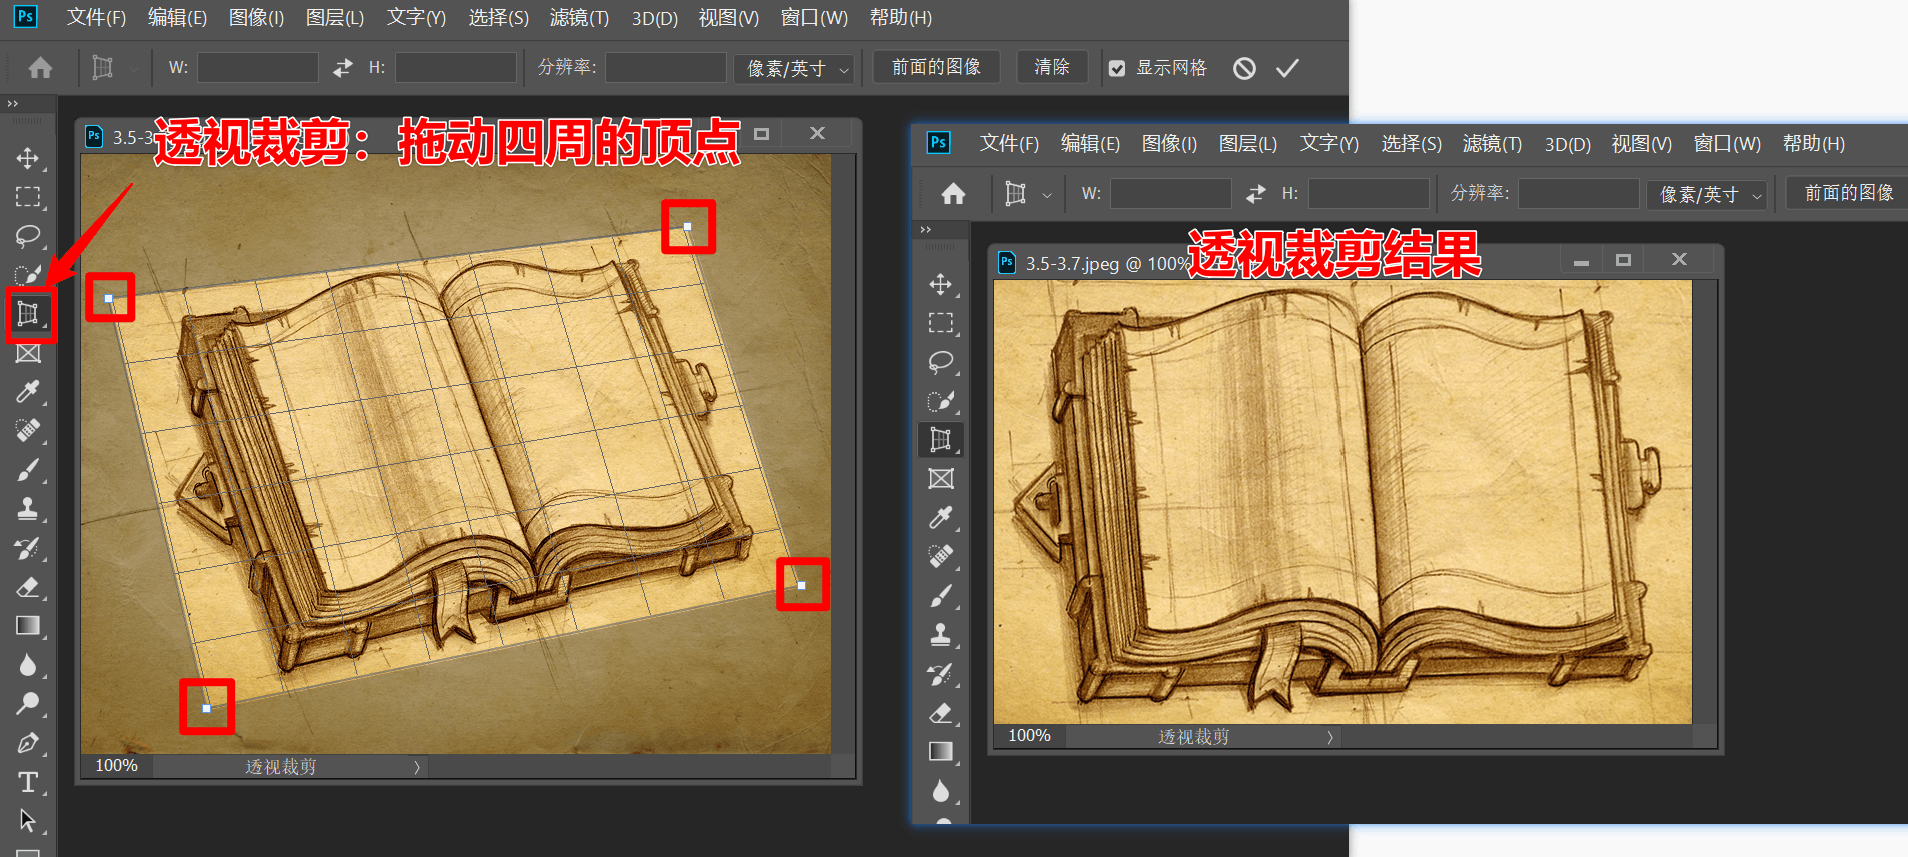 Ps 文件(F) 编辑(E) 图像(I) 图层(L) 文字(Y) 选择(S) 滤镜(T) 3D(D) 视图(V) 窗口(W) 帮助(H)
W: H: 分辨率: 像素/英寸 前面的图像 清除 显示网格
Ps 3.5-3
透视裁剪：拖动四周的顶点
100% 透视裁剪
T
Ps 文件(F) 编辑(E) 图像(I) 图层(L) 文字(Y) 选择(S) 滤镜(T) 3D(D) 视图(V) 窗口(W) 帮助(H)
W: H: 分辨率: 像素/英寸 前面的图像
Ps 3.5-3.7.jpeg @ 100%
透视裁剪结果
100% 透视裁剪